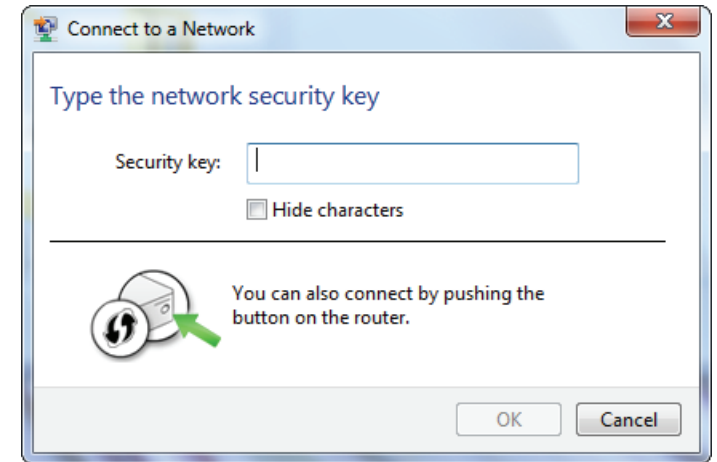 Connect to a Network
Type the network security key
Security key:
Hide characters
You can also connect by pushing the
button on the router.
OK
Cancel